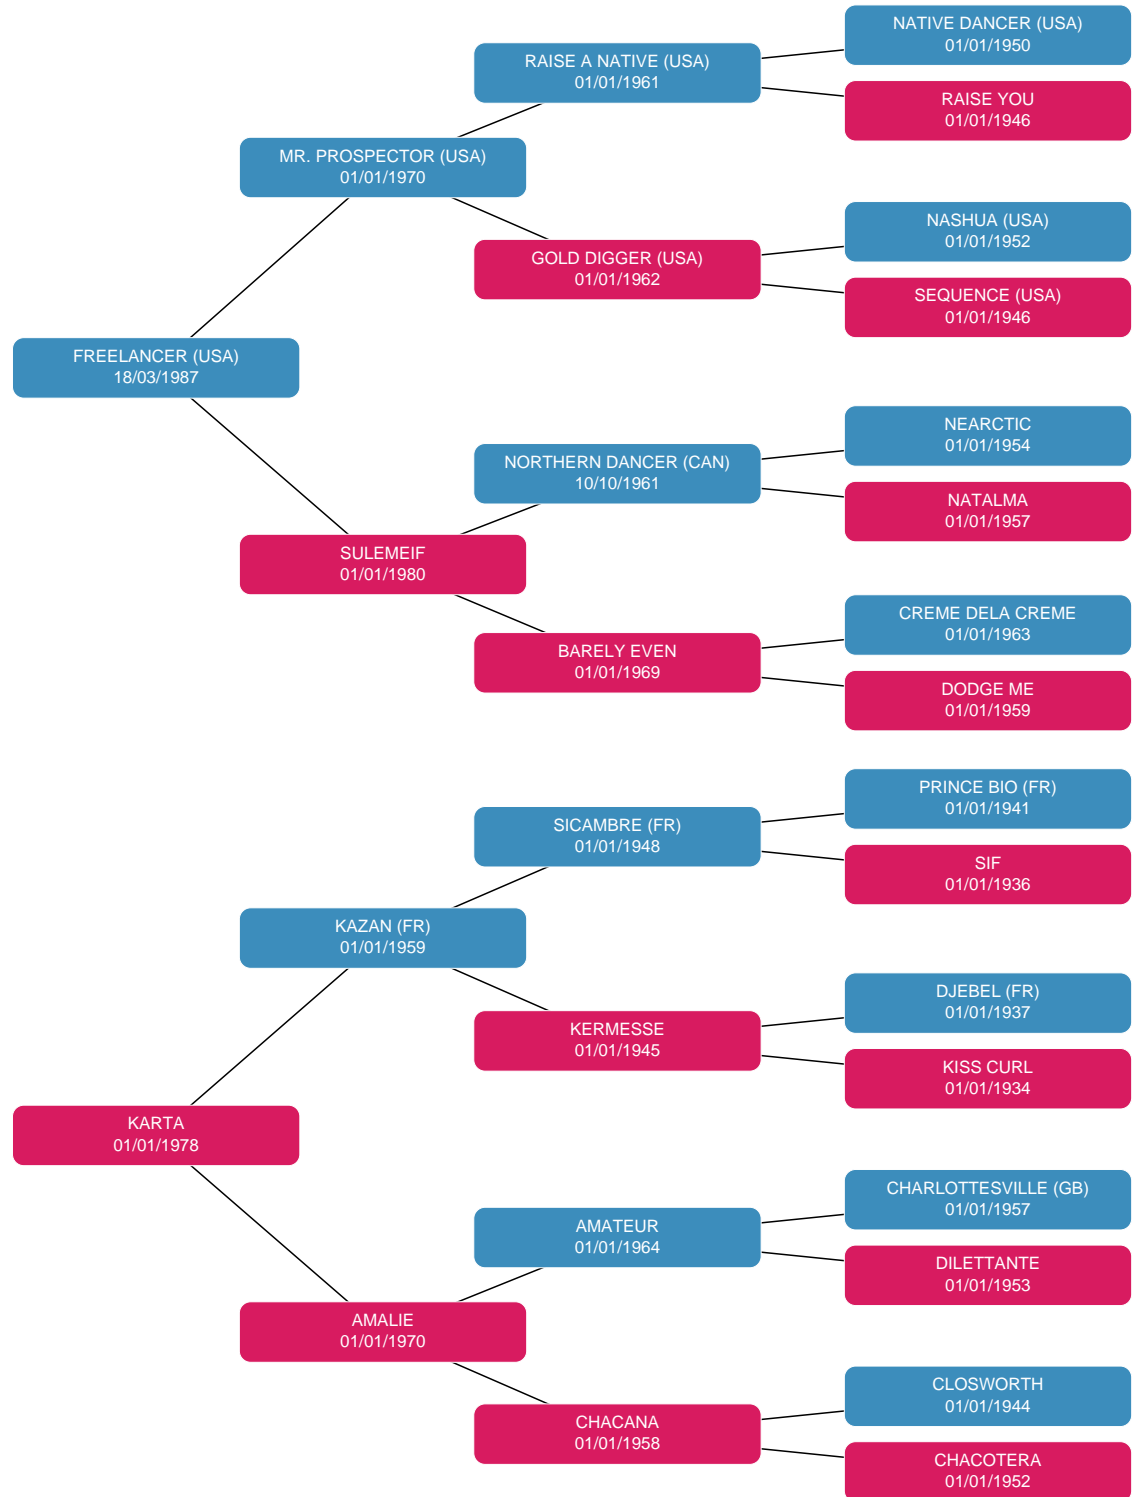 NATIVE DANCER (USA)
01/01/1950
RAISE A NATIVE (USA)
01/01/1961
RAISE YOU
01/01/1946
MR. PROSPECTOR (USA)
01/01/1970
NASHUA (USA)
01/01/1952
GOLD DIGGER (USA)
01/01/1962
SEQUENCE (USA)
01/01/1946
FREELANCER (USA)
18/03/1987
NEARCTIC
01/01/1954
NORTHERN DANCER (CAN)
10/10/1961
NATALMA
01/01/1957
SULEMEIF
01/01/1980
CREME DELA CREME
01/01/1963
BARELY EVEN
01/01/1969
DODGE ME
01/01/1959
PRINCE BIO (FR)
01/01/1941
SICAMBRE (FR)
01/01/1948
SIF
01/01/1936
KAZAN (FR)
01/01/1959
DJEBEL (FR)
01/01/1937
KERMESSE
01/01/1945
KISS CURL
01/01/1934
KARTA
01/01/1978
CHARLOTTESVILLE (GB)
01/01/1957
AMATEUR
01/01/1964
DILETTANTE
01/01/1953
AMALIE
01/01/1970
CLOSWORTH
01/01/1944
CHACANA
01/01/1958
CHACOTERA
01/01/1952